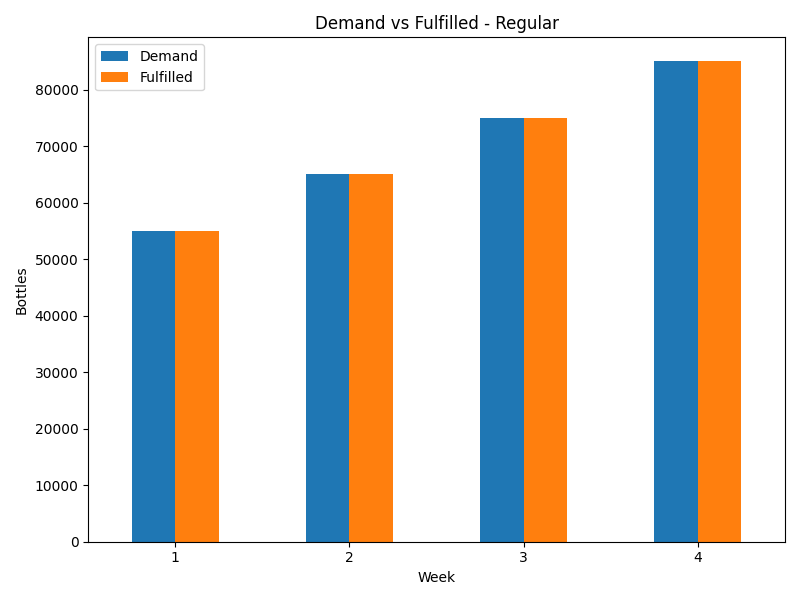 Demand vs Fulfilled - Regular
Demand
Fulfilled
80000
70000
60000
50000
40000
30000
20000
10000
0
Bottles
1 2 3 4
Week